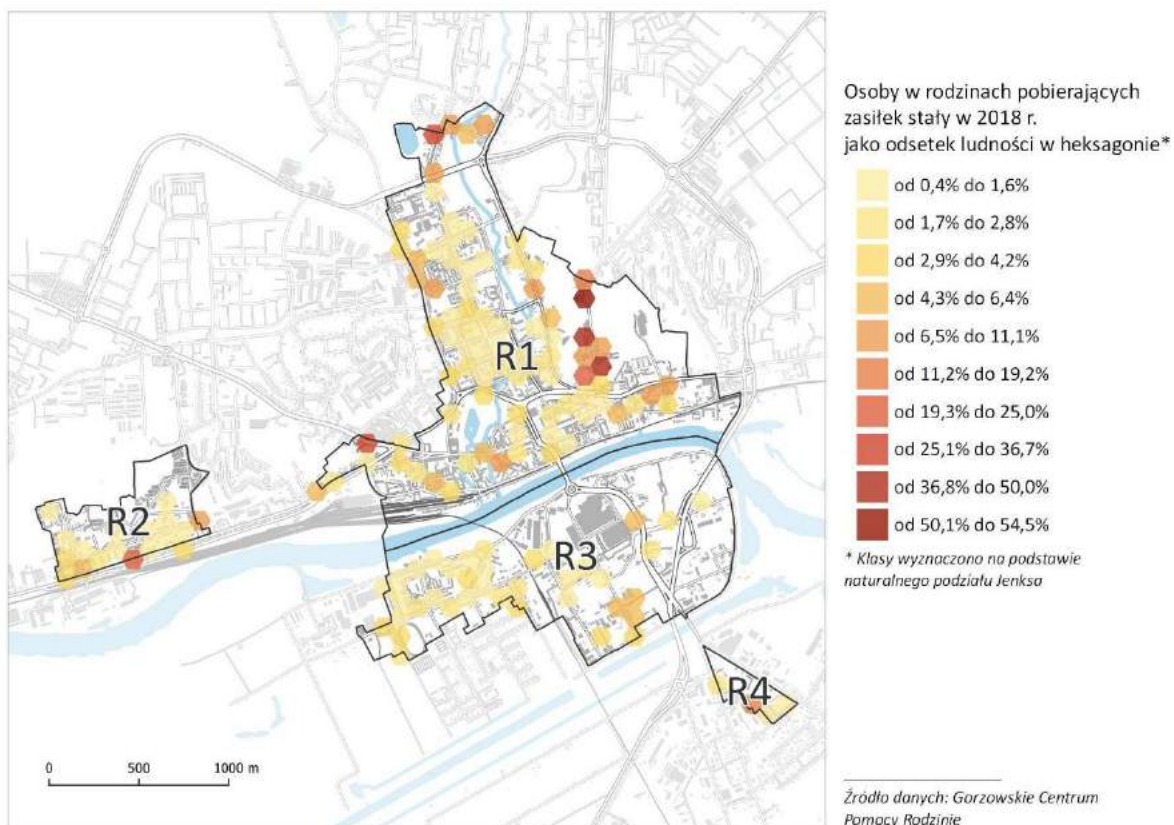 Osoby w rodzinach pobierających
zasiłek stały w 2018 r.
jako odsetek ludności w heksagonie*
od 0,4% do 1,6%
od 1,7% do 2,8%
od 2,9% do 4,2%
od 4,3% do 6,4%
od 6,5% do 11,1%
od 11,2% do 19,2%
od 19,3% do 25,0%
od 25,1% do 36,7%
od 36,8% do 50,0%
od 50,1% do 54,5%
* Klasy wyznaczono na podstawie
naturalnego podziału Jenksa
R1
R2
R3
R4
0 500 1000 m
Źródło danych: Gorzowskie Centrum
Pomocy Rodzinie